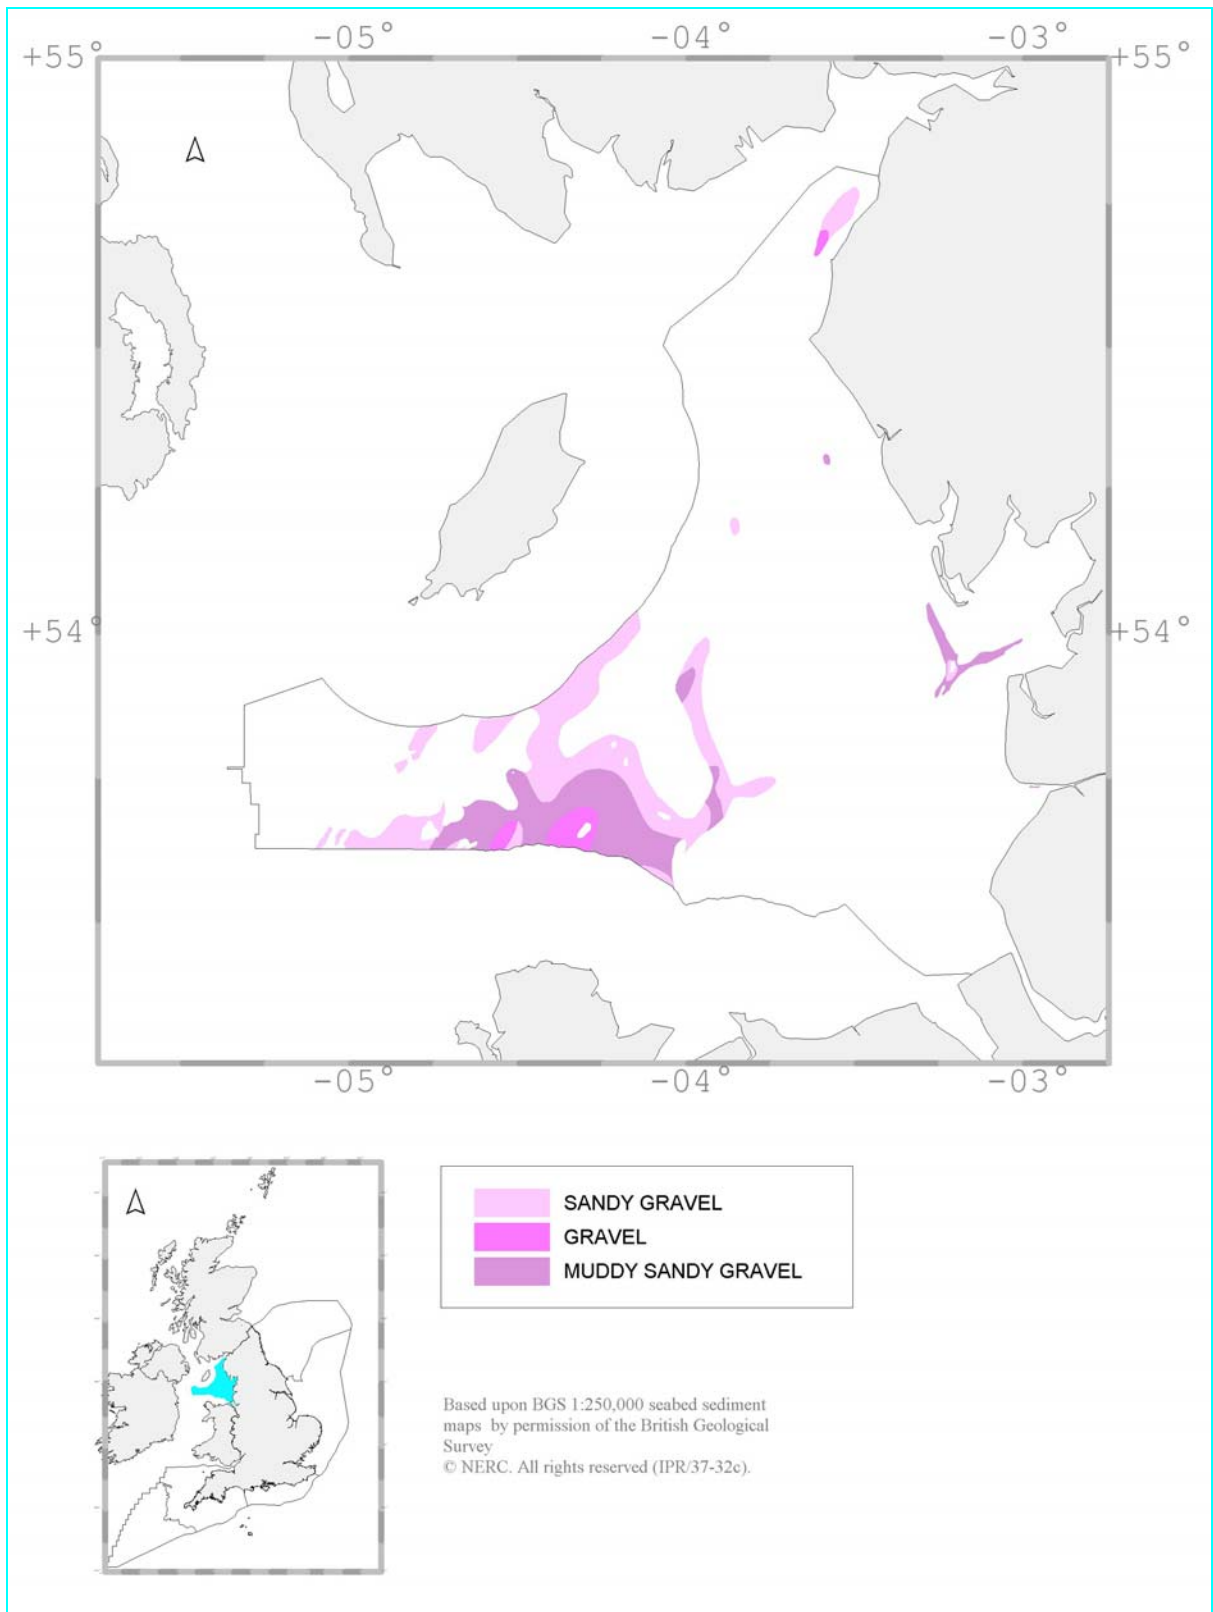 -05° -04° -03°
+55° +55°
+54° +54°
-05° -04° -03°
SANDY GRAVEL
GRAVEL
MUDDY SANDY GRAVEL
Based upon BGS 1:250,000 seabed sediment
maps by permission of the British Geological
Survey
© NERC. All rights reserved (IPR/37-32c).